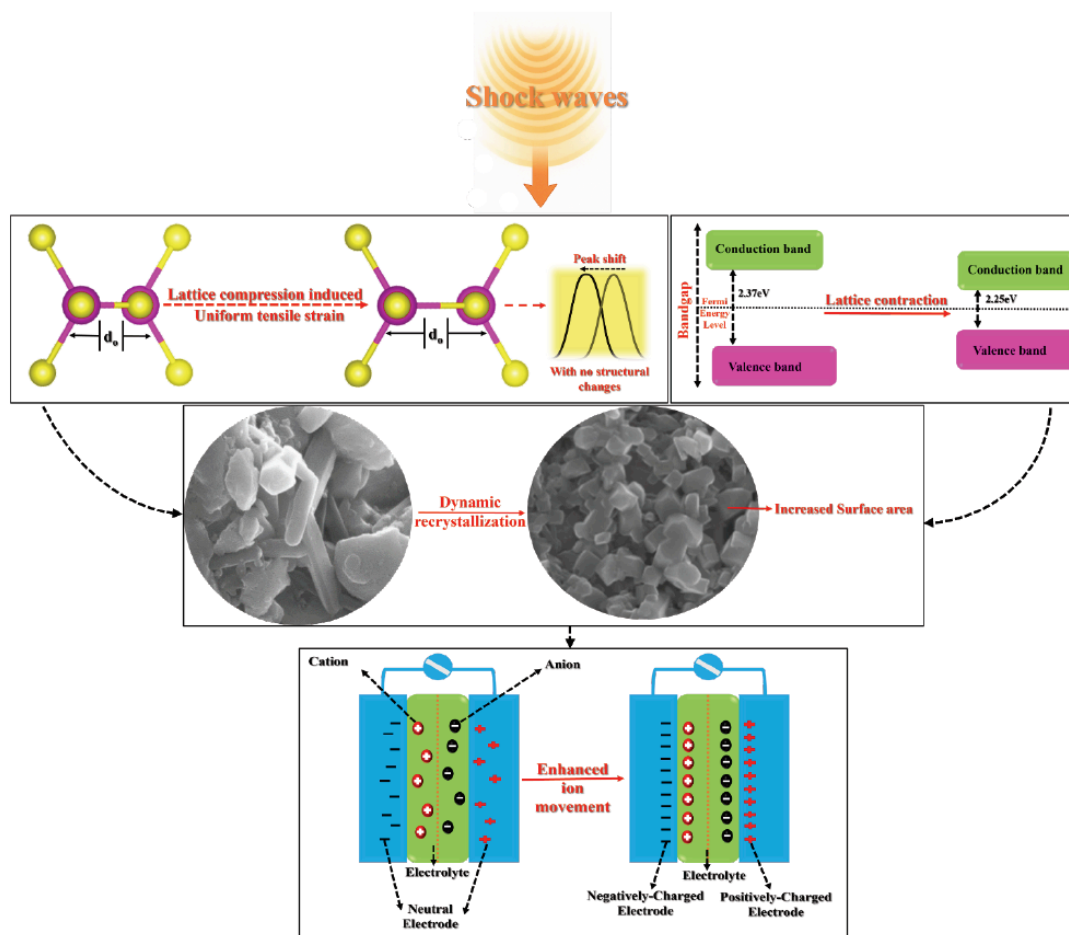 Shock waves
Lattice compression induced
Uniform tensile strain
dₒ
dₒ
Peak shift
With no structural
changes
Bandgap
Conduction band
2.37eV
Fermi
Energy
Level
Valence band
Lattice contraction
Conduction band
2.25eV
Valence band
Dynamic
recrystallization
Increased Surface area
Cation
Anion
Enhanced
ion
movement
Electrolyte
Neutral
Electrode
Electrolyte
Negatively-Charged
Electrode
Positively-Charged
Electrode